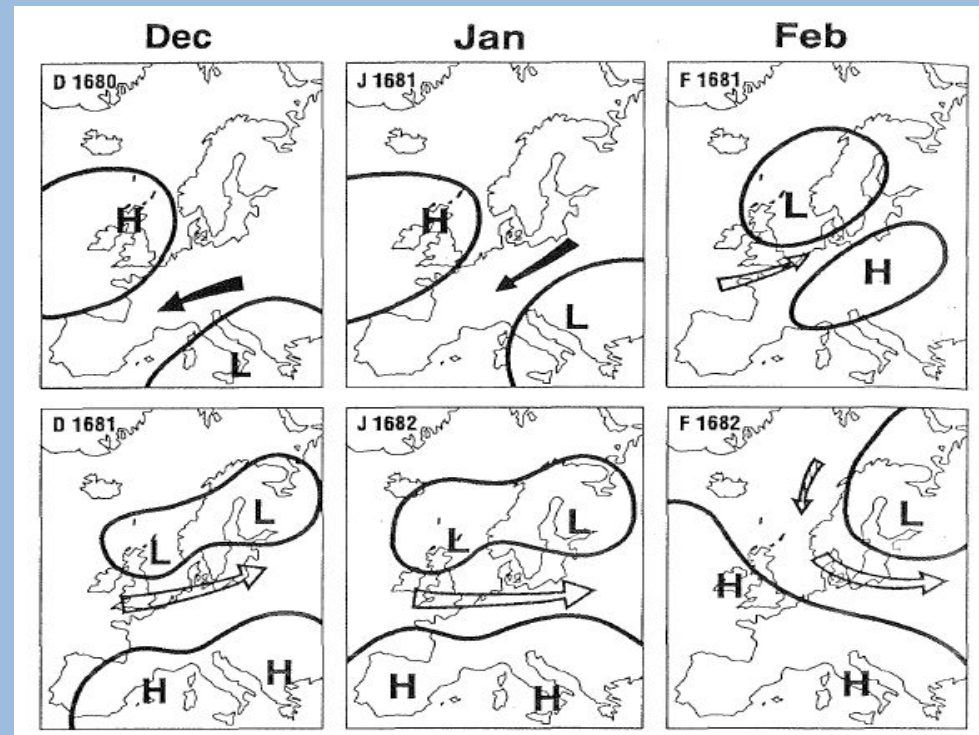 Dec Jan Feb
D 1680 J 1681 F 1681
H H L
H
L L
D 1681 J 1682 F 1682
L L L L L
H
H H H H H